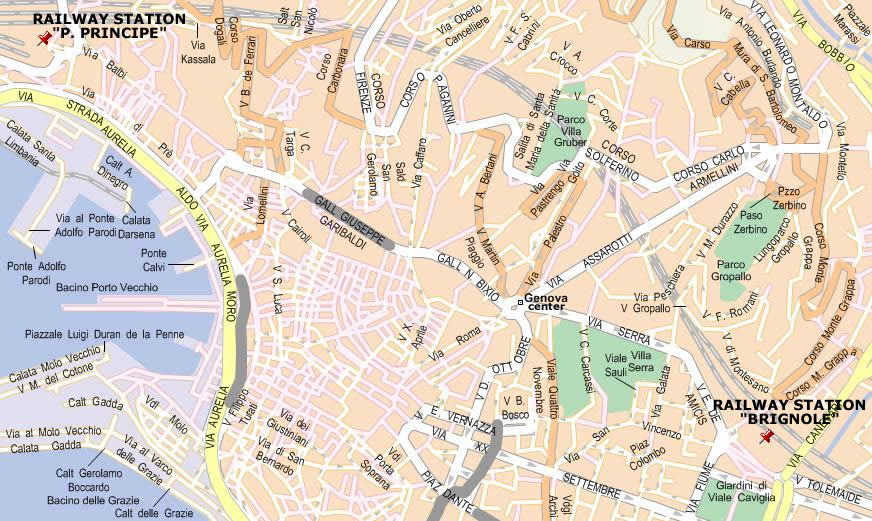 RAILWAY STATION
"P. PRINCIPE"
Via Balbi
Via
Kassala
Corso
Dogali
Salt
San
Nicolò
V B. de Ferrari
Corso
Carbonara
CORSO
FIRENZE
CORSO
P. AGANINI
Via Oberto
Cancelliere
V F. S.
Cabrini
V A.
Crocco
Via Carso
Via Antonio Burlando
Mura di S. Bartolomeo
VIA LEONARDO MONTALDO
Piazzale
Marassi
VIA
BOBBIO
V C.
Cabella
VIA
STRADA AURELIA
Via
di
Prè
Calata Santa
Limbania
Calt A.
Dinegro
V C.
Targa
San
Gerolamo
Sald
Via Caffaro
V A. Bertani
Salita di Santa
Maria della Sanità
V C. Corte
Parco
Villa
Gruber
CORSO
SOLFERINO
CORSO CARLO
ARMELLINI
Via Montello
Via
Pastrengo
Via
Goito
ALDO VIA
AURELIA
MORO
Via
Lomellini
GALL GIUSEPPE
GARIBALDI
V Cairoli
Via al Ponte
Adolfo Parodi
Calata
Darsena
Ponte Adolfo
Parodi
Ponte
Calvi
Bacino Porto Vecchio
V S. Luca
GALL N. BIXIO
Piaggio
V Martin
Via
Palestro
VIA ASSAROTTI
V M. Durazzo
Pzzo
Zerbino
Paso
Zerbino
Lungoparco
Gropallo
Parco
Gropallo
Corso Monte
Grappa
Via Peschiera
V Gropallo
V F. Romani
Genova
center
Piazzale Luigi Duran de la Penne
Calata Molo Vecchio
V M. del Cotone
V X.
Aprile
Via Roma
V D. OTTOBRE
VIA SERRA
V C. Carcassi
Viale
Sauli
Villa
Serra
Via
Galata
V di Montesano
Corso Monte Grappa
Corso M. Grappa
Calt Gadda
Vdl
Molo
Via al Molo Vecchio
Calata Gadda
Via al Varco
delle Grazie
Calt Gerolamo
Boccardo
Bacino delle Grazie
Calt delle Grazie
VIA AURELIA
V Filippo
Turati
Via dei
Giustiniani
Via di San
Bernardo
Vdi
Porta
Soprana
V E. VERNAZZA
VIA XX
SETTEMBRE
V B.
Bosco
Viale Quattro
Novembre
Via San
Vincenzo
Piaz
Colombo
V E. DE
AMICIS
RAILWAY STATION
"BRIGNOLE"
PIAZ DANTE
V dgl
Archi
VIA FIUME
Giardini di
Viale Caviglia
V TOLEMAIDE